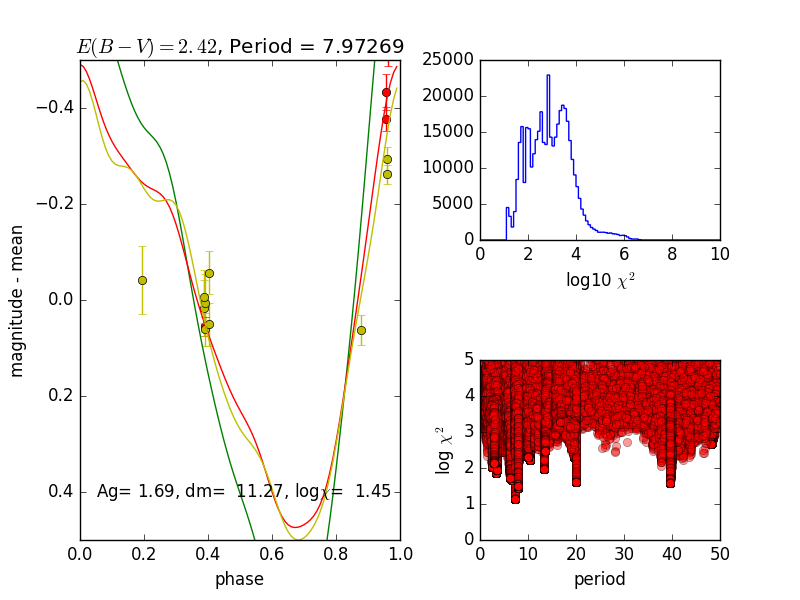 E(B − V) = 2.42, Period = 7.97269
−0.4
−0.2
0.0
0.2
0.4
0.0 0.2 0.4 0.6 0.8 1.0
phase
magnitude - mean
Ag= 1.69, dm= 11.27, logχ= 1.45
25000
20000
15000
10000
5000
0
0 2 4 6 8 10
log10 χ²
5
4
3
2
1
0
0 10 20 30 40 50
period
log χ²